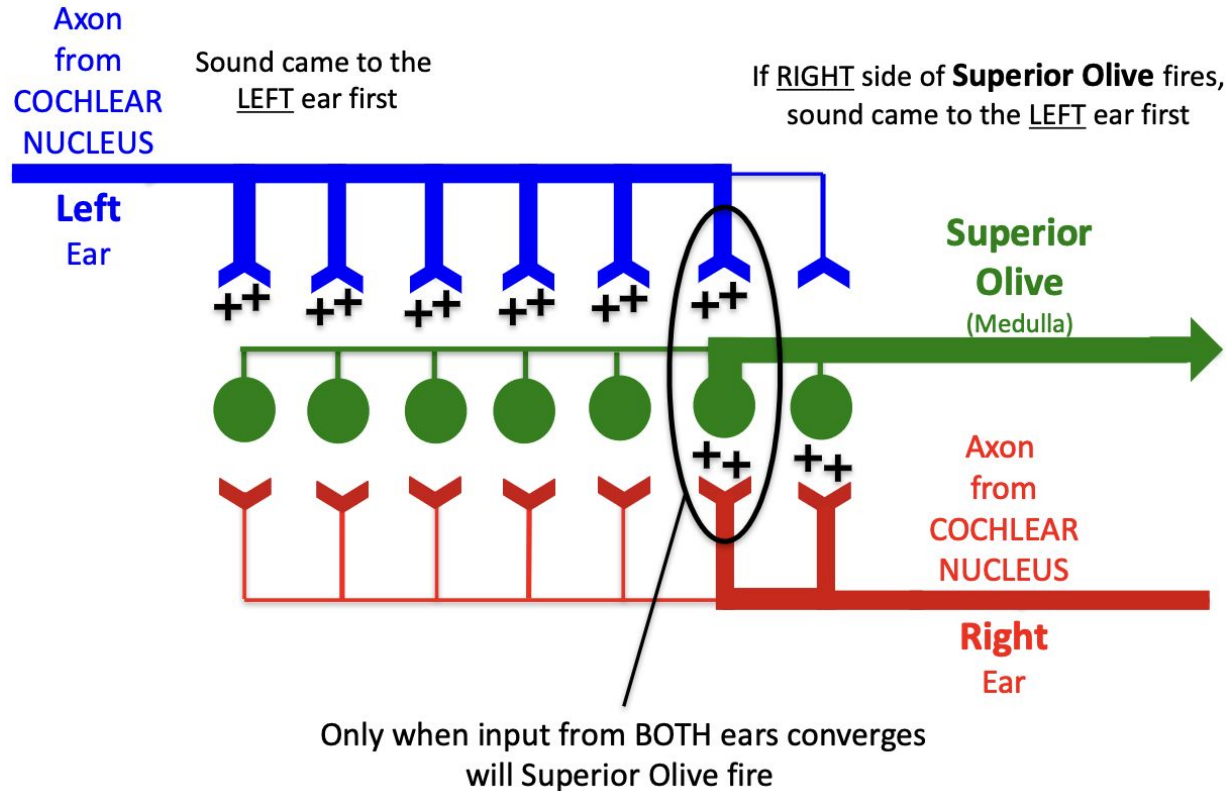 Axon
from
COCHLEAR
NUCLEUS
Left
Ear
Sound came to the
LEFT ear first
If RIGHT side of Superior Olive fires,
sound came to the LEFT ear first
++
++
++
++
++
++
Superior
Olive
(Medulla)
++
++
Axon
from
COCHLEAR
NUCLEUS
Right
Ear
Only when input from BOTH ears converges
will Superior Olive fire